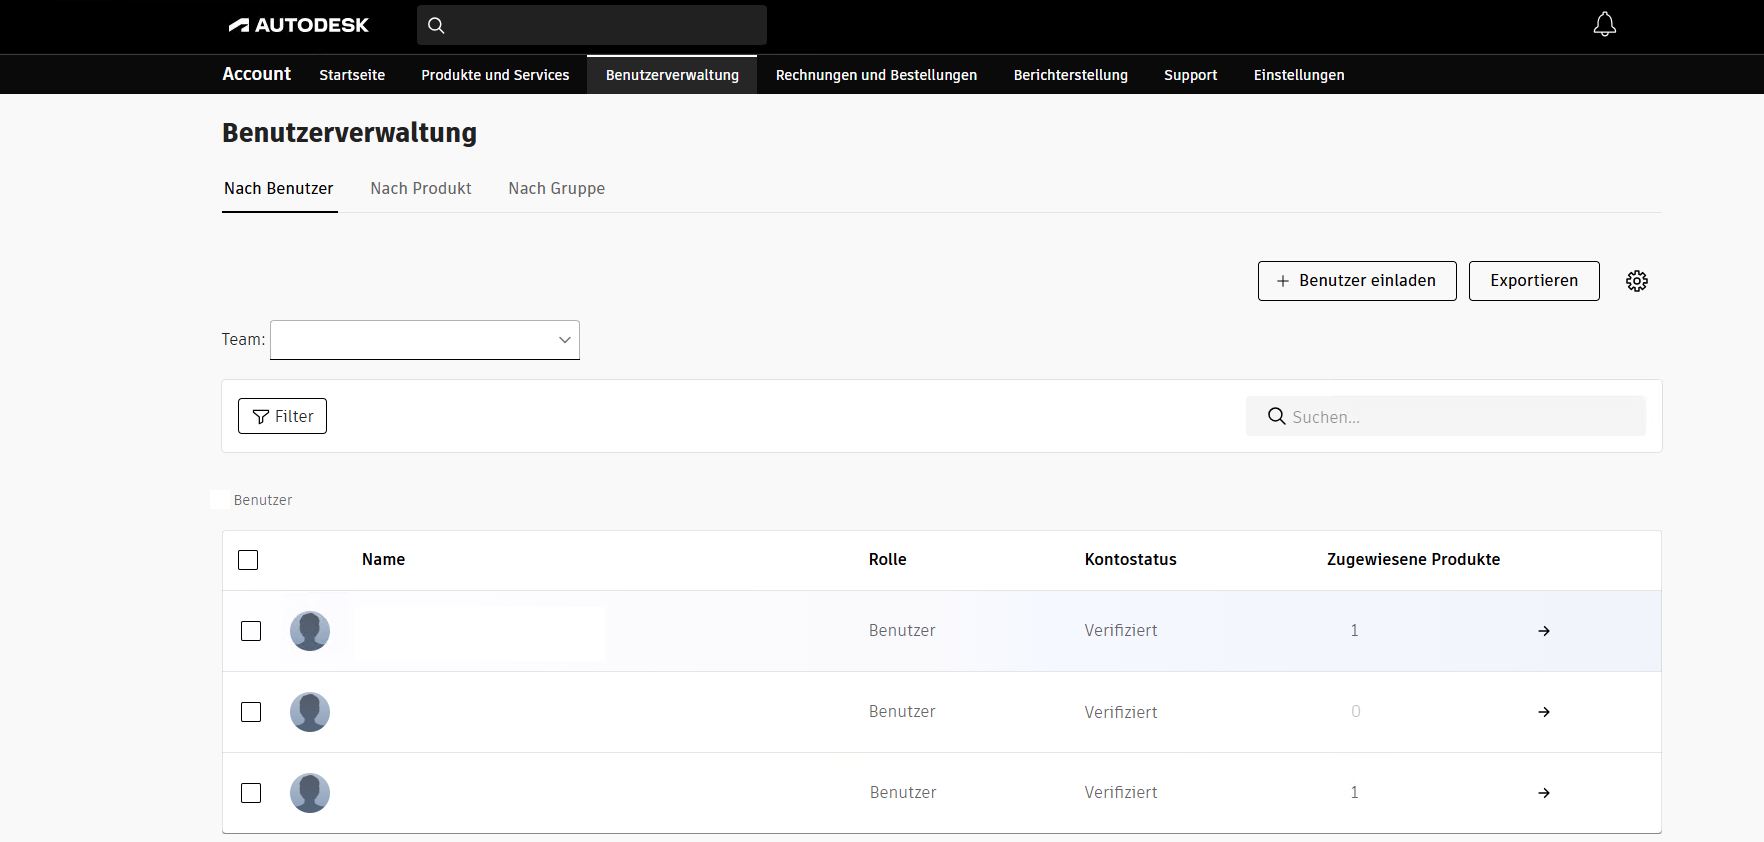 AUTODESK
Account Startseite Produkte und Services Benutzerverwaltung Rechnungen und Bestellungen Berichterstellung Support Einstellungen
Benutzerverwaltung
Nach Benutzer Nach Produkt Nach Gruppe
+ Benutzer einladen Exportieren
Team:
Filter Suchen...
Benutzer
Name Rolle Kontostatus Zugewiesene Produkte
Benutzer Verifiziert 1
Benutzer Verifiziert 0
Benutzer Verifiziert 1